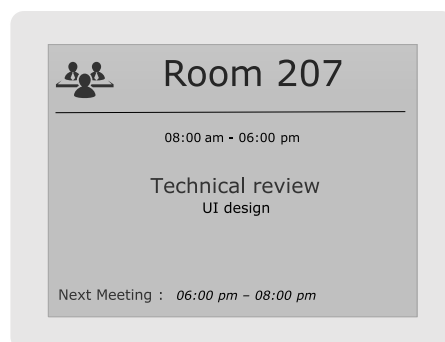 Room 207
08:00 am - 06:00 pm
Technical review
UI design
Next Meeting : 06:00 pm – 08:00 pm